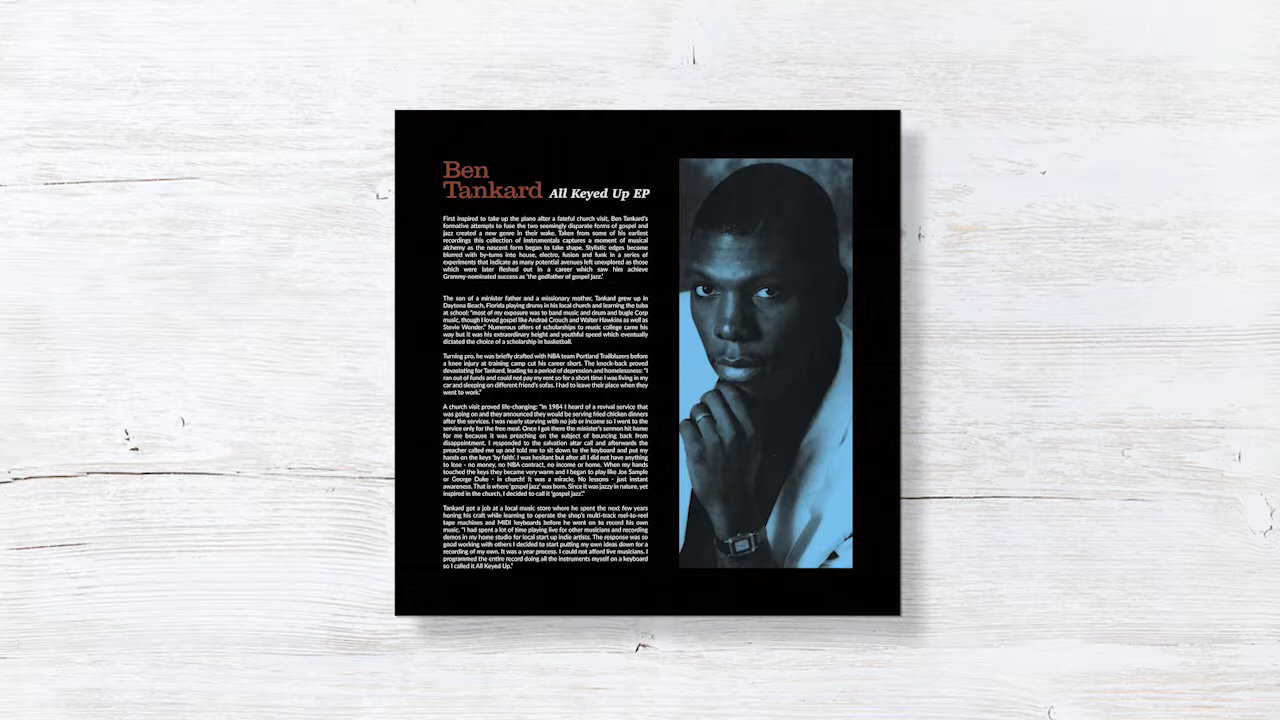 Ben
Tankard All Keyed Up EP
First inspired to take up the piano after a fateful church visit, Ben Tankard's
formative attempts to fuse the two seemingly disparate forms of gospel and
jazz created a new genre in their wake. Taken from some of his earliest
recordings this collection of instrumentals captures a moment of musical
alchemy as the nascent form began to take shape. Stylistic edges become
blurred with by-turns into house, electro, fusion and funk in a series of
experiments that indicate as many potential avenues left unexplored as those
which were later fleshed out in a career which saw him achieve
Grammy-nominated success as 'the godfather of gospel jazz.'
The son of a minister father and a missionary mother, Tankard grew up in
Daytona Beach, Florida playing drums in his local church and learning the tuba
at school: "most of my exposure was to band music and drum and bugle Corp
music, though I loved gospel like Andraé Crouch and Walter Hawkins as well as
Stevie Wonder." Numerous offers of scholarships to music college came his
way but it was his extraordinary height and youthful speed which eventually
dictated the choice of a scholarship in basketball.
Turning pro, he was briefly drafted with NBA team Portland Trailblazers before
a knee injury at training camp cut his career short. The knock-back proved
devastating for Tankard, leading to a period of depression and homelessness: "I
ran out of funds and could not pay my rent so for a short time I was living in my
car and sleeping on different friend's sofas. I had to leave their place when they
went to work."
A church visit proved life-changing: "In 1984 I heard of a revival service that
was going on and they announced they would be serving fried chicken dinners
after the services. I was nearly starving with no job or income so I went to the
service only for the free meal. Once I got there the minister's sermon hit home
for me because it was preaching on the subject of bouncing back from
disappointment. I responded to the salvation altar call and afterwards the
preacher called me up and told me to sit down to the keyboard and put my
hands on the keys 'by faith'. I was hesitant but after all I did not have anything
to lose - no money, no NBA contract, no income or home. When my hands
touched the keys they became very warm and I began to play like Joe Sample
or George Duke - in church! It was a miracle. No lessons - just instant
awareness. That is where 'gospel jazz' was born. Since it was jazzy in nature, yet
inspired in the church, I decided to call it 'gospel jazz'."
Tankard got a job at a local music store where he spent the next few years
honing his craft while learning to operate the shop's multi-track reel-to-reel
tape machines and MIDI keyboards before he went on to record his own
music. "I had spent a lot of time playing live for other musicians and recording
demos in my home studio for local start up indie artists. The response was so
good working with others I decided to start putting my own ideas down for a
recording of my own. It was a year process. I could not afford live musicians. I
programmed the entire record doing all the instruments myself on a keyboard
so I called it All Keyed Up."